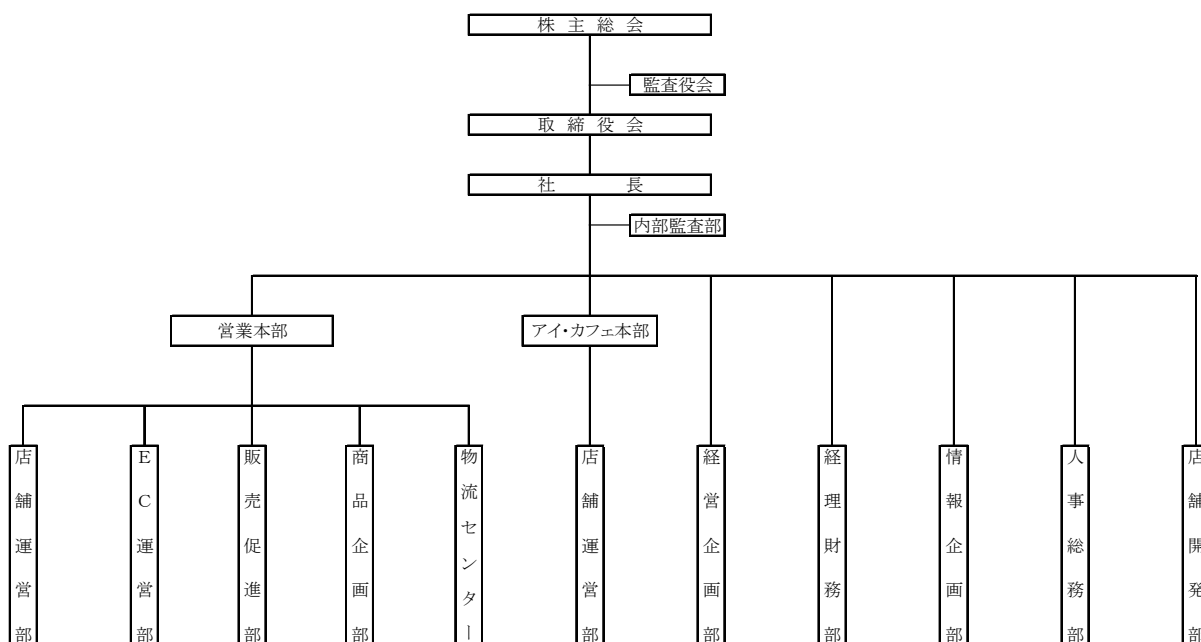 株主総会
監査役会
取締役会
社長
内部監査部
営業本部
アイ・カフェ本部
店舗運営部
EC運営部
販売促進部
商品企画部
物流センター
店舗運営部
経営企画部
経理財務部
情報企画部
人事総務部
店舗開発部